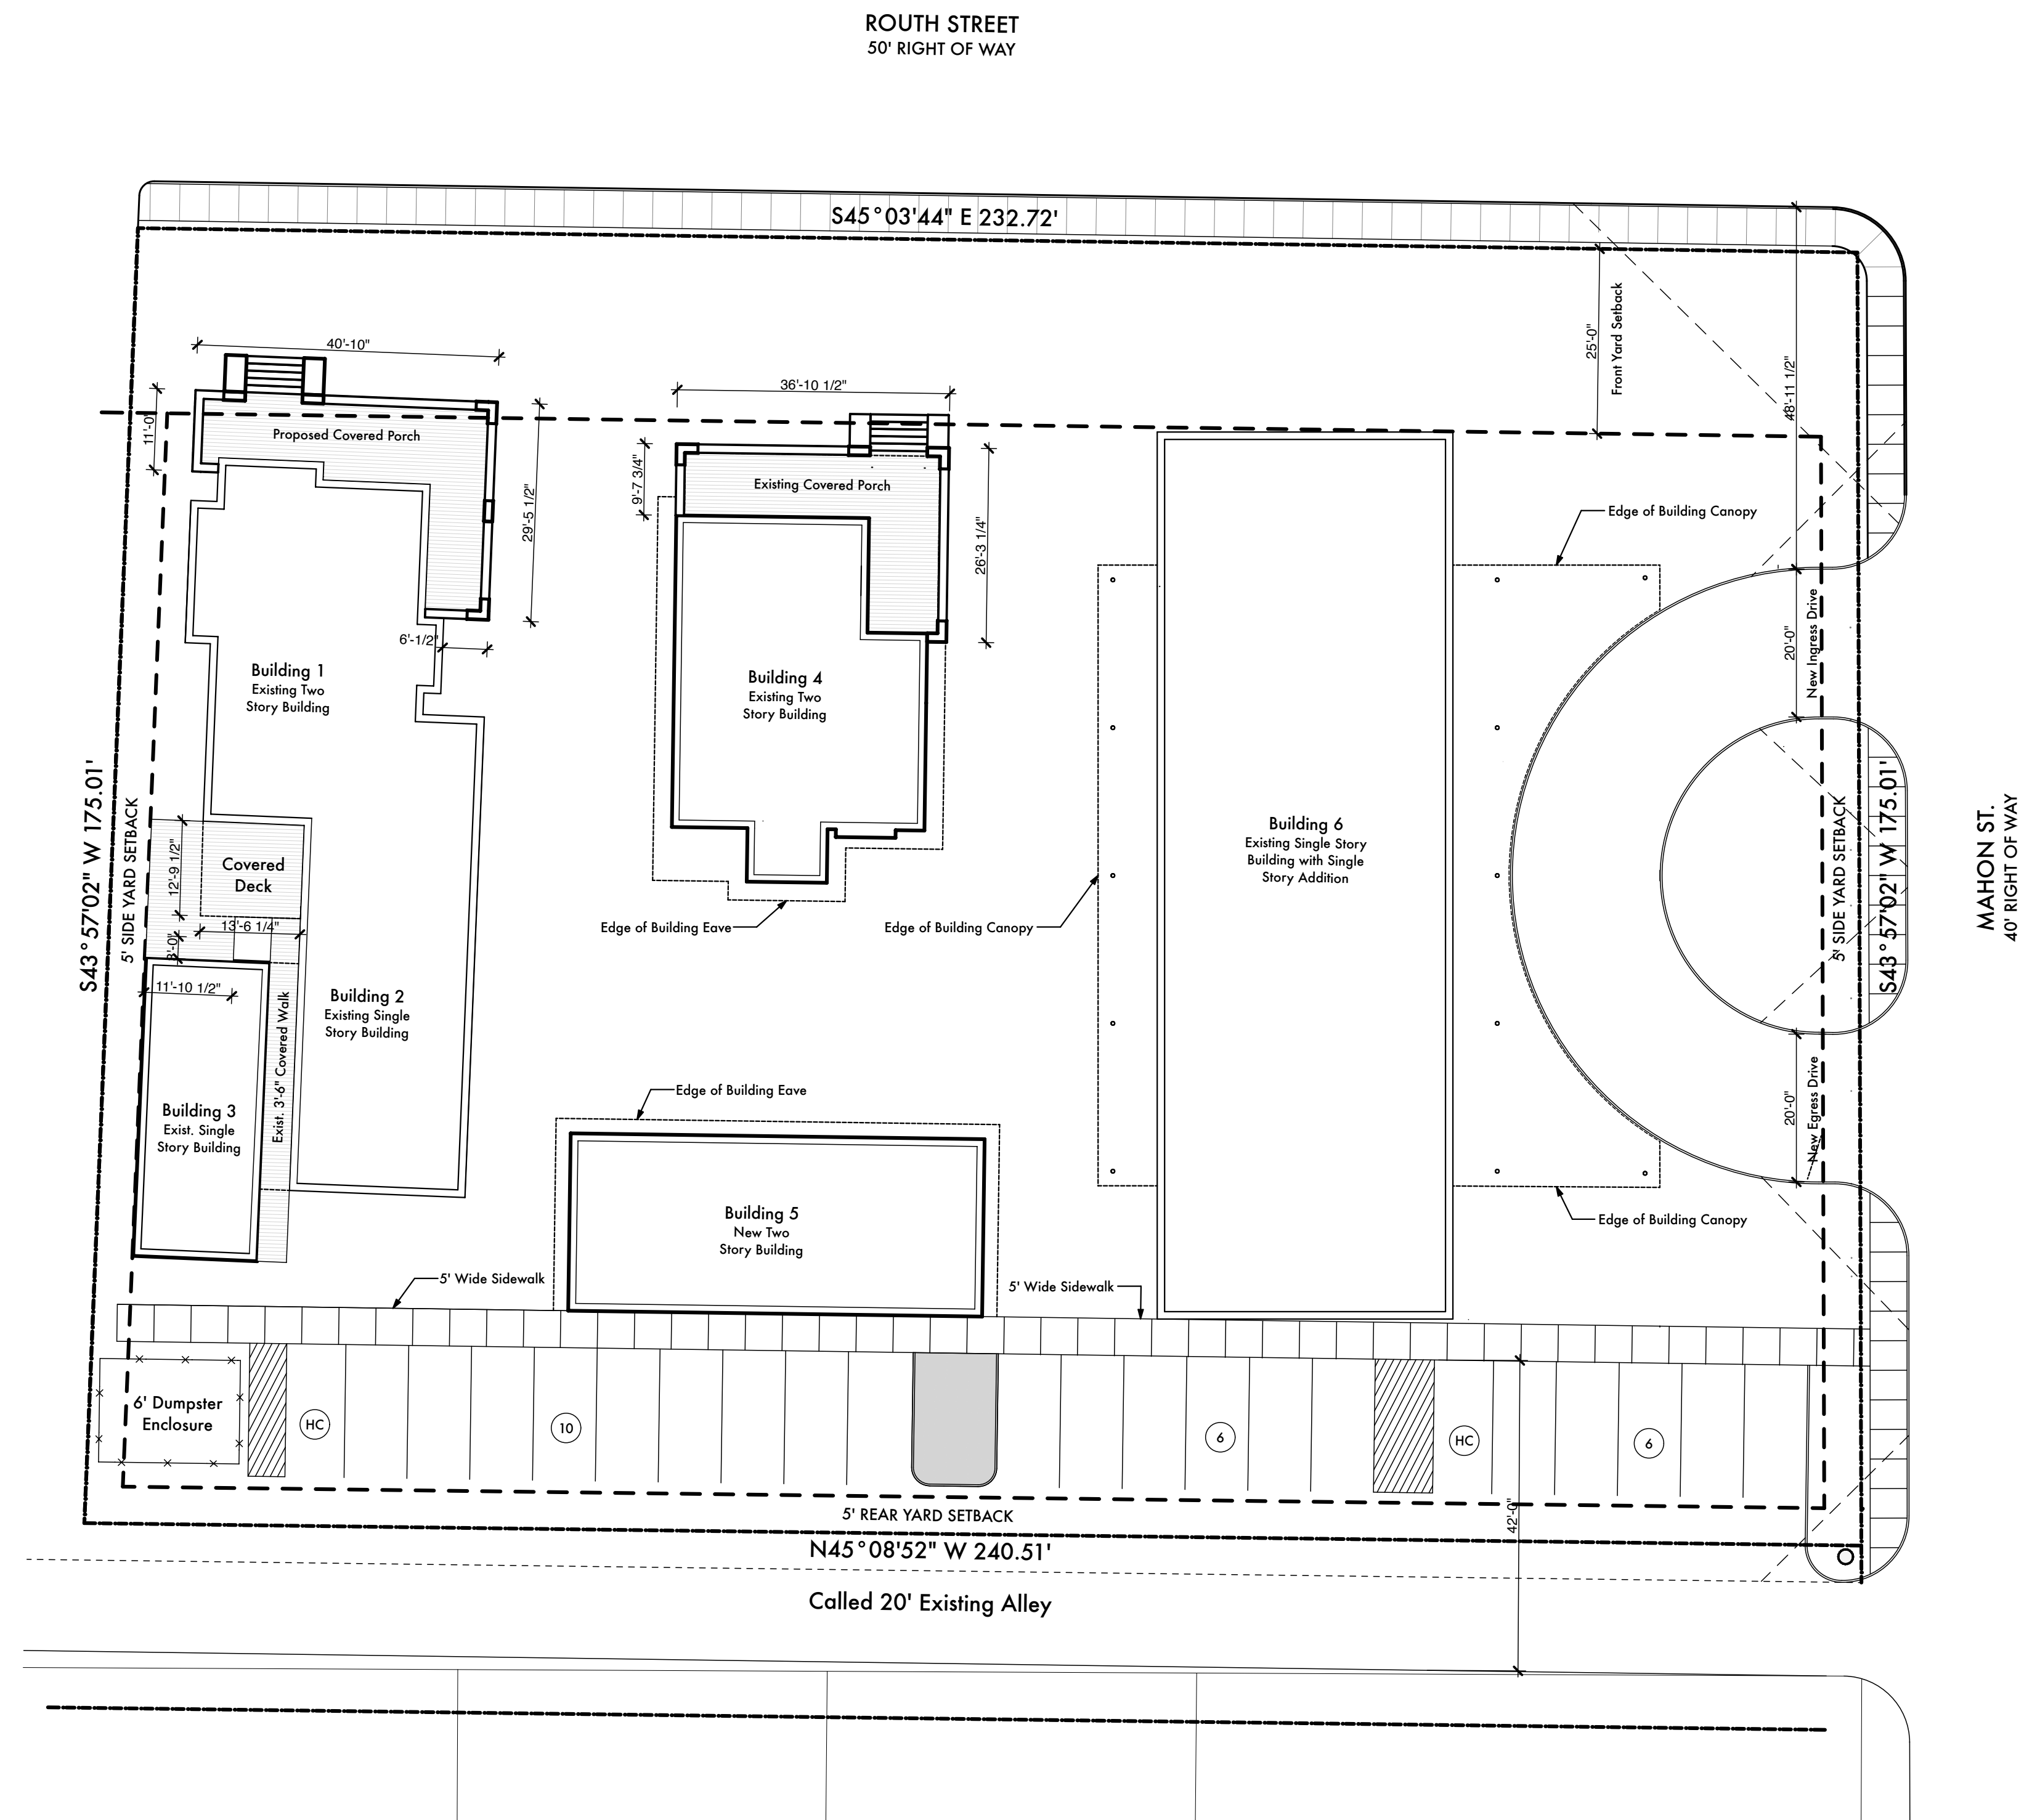 ROUTH STREET
50' RIGHT OF WAY
S45°03'44" E 232.72'
25'-0"
Front Yard Setback
48'-11 1/2"
40'-10"
36'-10 1/2"
11'-0"
Proposed Covered Porch
29'-5 1/2"
9'-7 3/4"
Existing Covered Porch
26'-3 1/4"
Edge of Building Canopy
6'-1/2"
Building 1
Existing Two
Story Building
Building 4
Existing Two
Story Building
20'-0"
New Ingress Drive
Building 6
Existing Single Story
Building with Single
Story Addition
S43°57'02" W 175.01'
5' SIDE YARD SETBACK
12'-9 1/2"
Covered
Deck
13'-6 1/4"
11'-10 1/2"
Edge of Building Eave
Edge of Building Canopy
5' SIDE YARD SETBACK
S43°57'02" W 175.01'
MAHON ST.
40' RIGHT OF WAY
Building 2
Existing Single
Story Building
Exist. 3'-6" Covered Walk
Building 3
Exist. Single
Story Building
Edge of Building Eave
20'-0"
New Egress Drive
Building 5
New Two
Story Building
Edge of Building Canopy
5' Wide Sidewalk
5' Wide Sidewalk
6' Dumpster
Enclosure
HC
10
6
HC
6
42'-0"
5' REAR YARD SETBACK
N45°08'52" W 240.51'
Called 20' Existing Alley